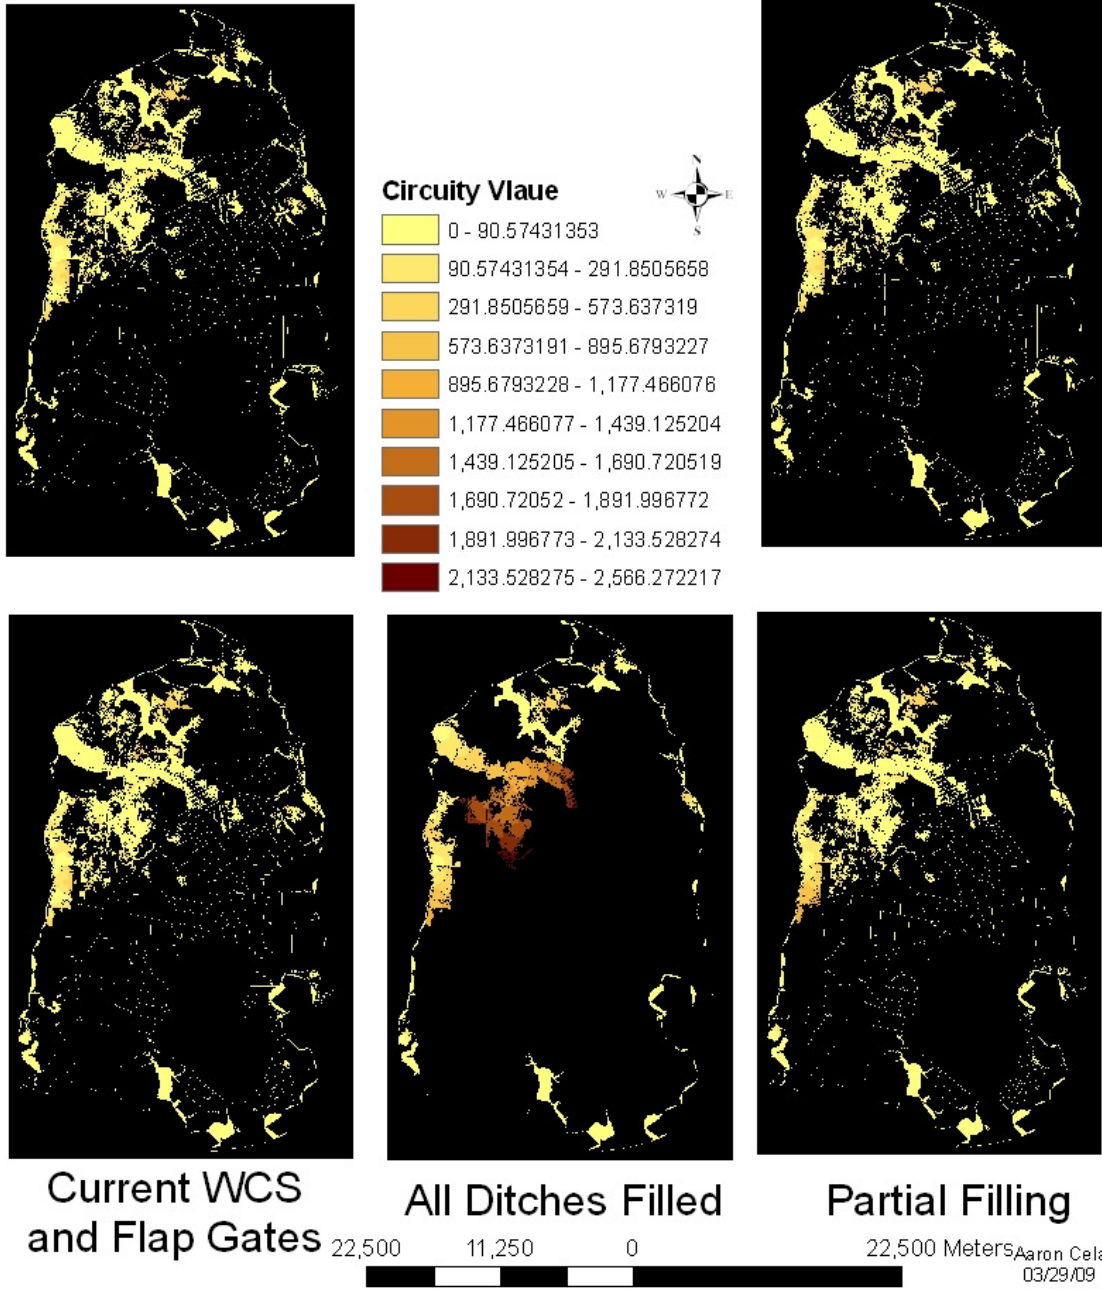 Circuity Vlaue
N
W E
S
0 - 90.57431353
90.57431354 - 291.8505658
291.8505659 - 573.637319
573.6373191 - 895.6793227
895.6793228 - 1,177.466076
1,177.466077 - 1,439.125204
1,439.125205 - 1,690.720519
1,690.72052 - 1,891.996772
1,891.996773 - 2,133.528274
2,133.528275 - 2,566.272217
Current WCS
and Flap Gates
All Ditches Filled
Partial Filling
22,500 11,250 0 22,500 Meters
Aaron Cela
03/29/09